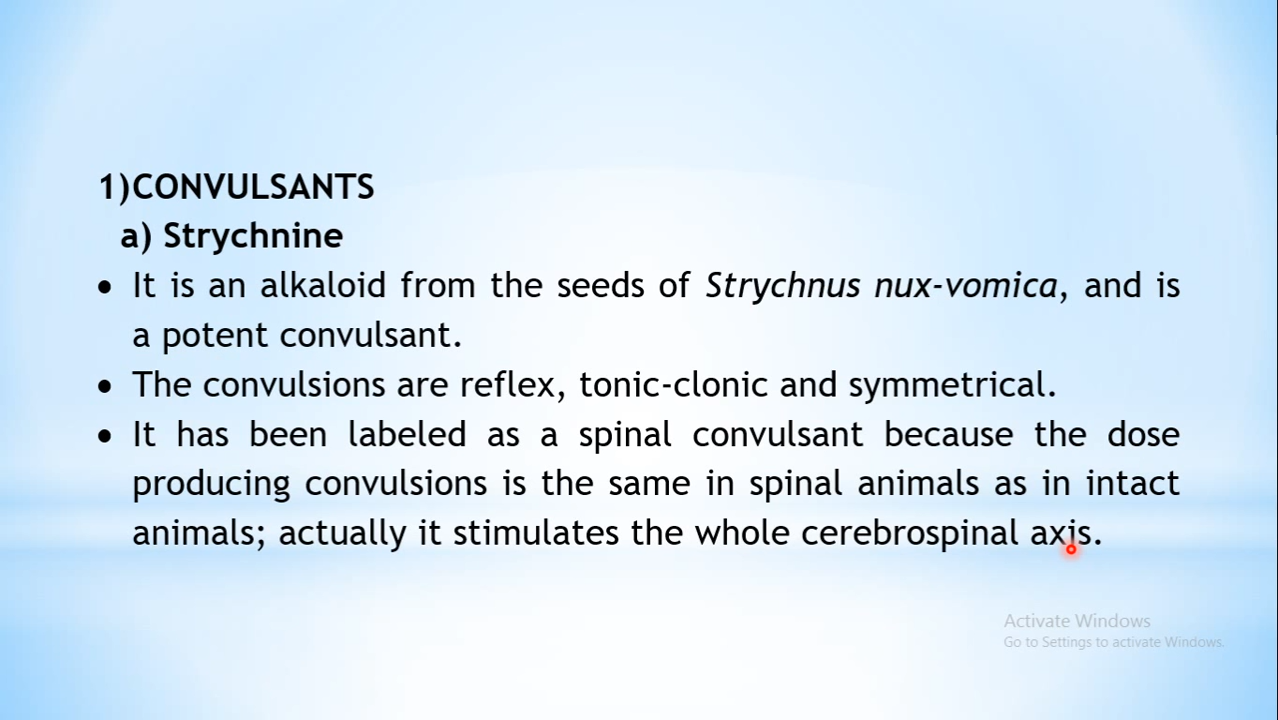 1)CONVULSANTS
a) Strychnine
• It is an alkaloid from the seeds of Strychnus nux-vomica, and is
a potent convulsant.
• The convulsions are reflex, tonic-clonic and symmetrical.
• It has been labeled as a spinal convulsant because the dose
producing convulsions is the same in spinal animals as in intact
animals; actually it stimulates the whole cerebrospinal axis.
Activate Windows
Go to Settings to activate Windows.